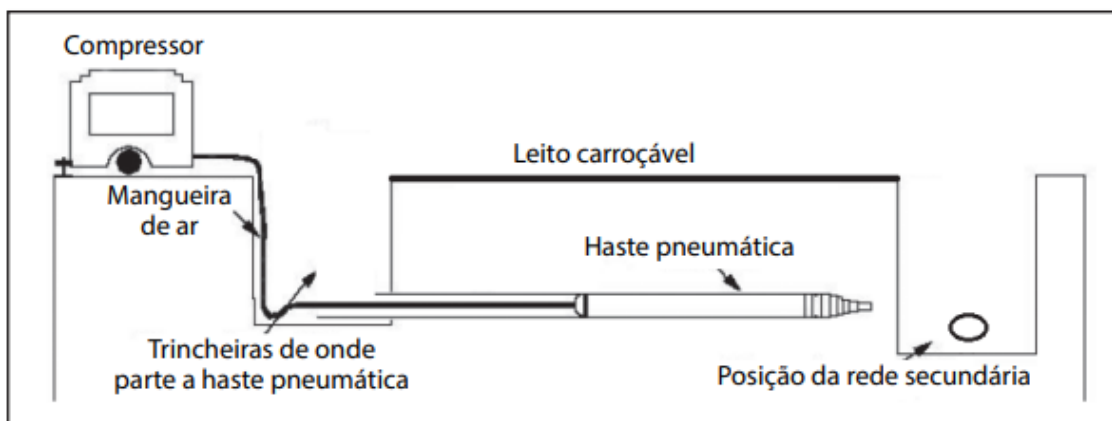 Compressor
Leito carroçável
Mangueira
de ar
Haste pneumática
Trincheiras de onde
parte a haste pneumática
Posição da rede secundária